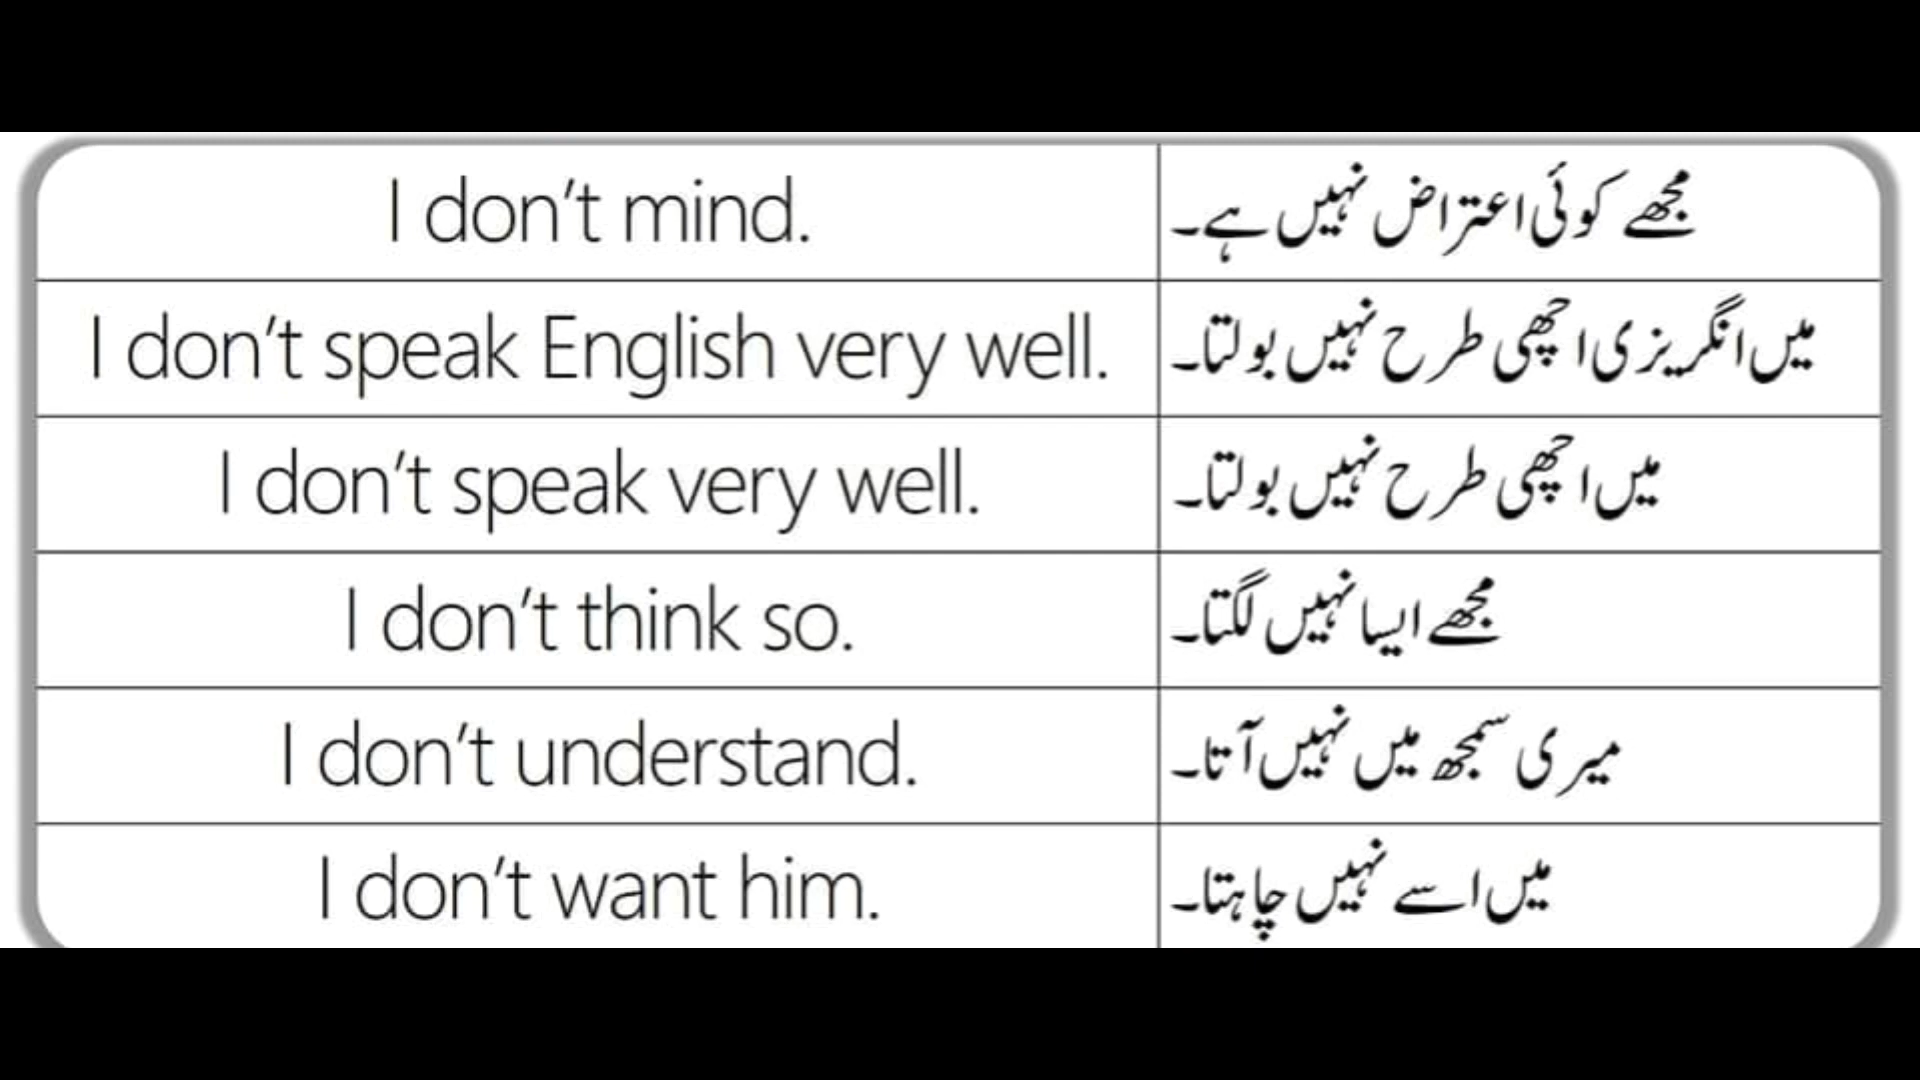 I don’t mind. مجھے کوئی اعتراض نہیں ہے۔
I don’t speak English very well. میں انگریزی اچھی طرح نہیں بولتا۔
I don’t speak very well. میں اچھی طرح نہیں بولتا۔
I don’t think so. مجھے ایسا نہیں لگتا۔
I don’t understand. میری سمجھ میں نہیں آتا۔
I don’t want him. میں اسے نہیں چاہتا۔